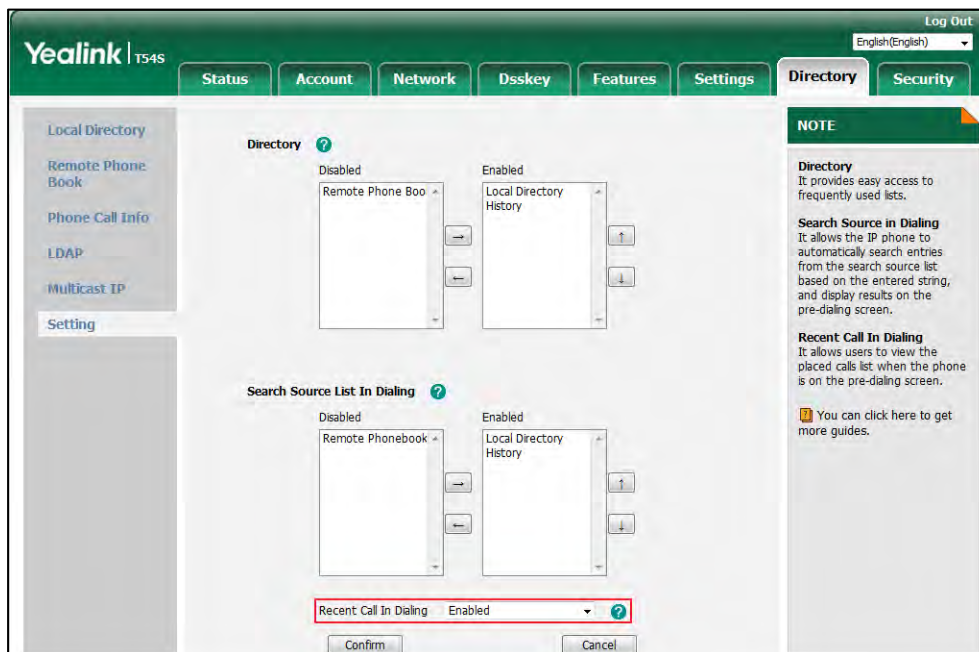 Log Out
English(English)
Yealink | T54S
Status Account Network Dsskey Features Settings Directory Security
Local Directory
Remote Phone
Book
Phone Call Info
LDAP
Multicast IP
Setting
Directory ?
Disabled Enabled
Remote Phone Boo
Local Directory
History
→
←
↑
↓
Search Source List In Dialing ?
Disabled Enabled
Remote Phonebook
Local Directory
History
→
←
↑
↓
Recent Call In Dialing Enabled ?
Confirm Cancel
NOTE
Directory
It provides easy access to
frequently used lists.
Search Source in Dialing
It allows the IP phone to
automatically search entries
from the search source list
based on the entered string,
and display results on the
pre-dialing screen.
Recent Call In Dialing
It allows users to view the
placed calls list when the phone
is on the pre-dialing screen.
? You can click here to get
more guides.